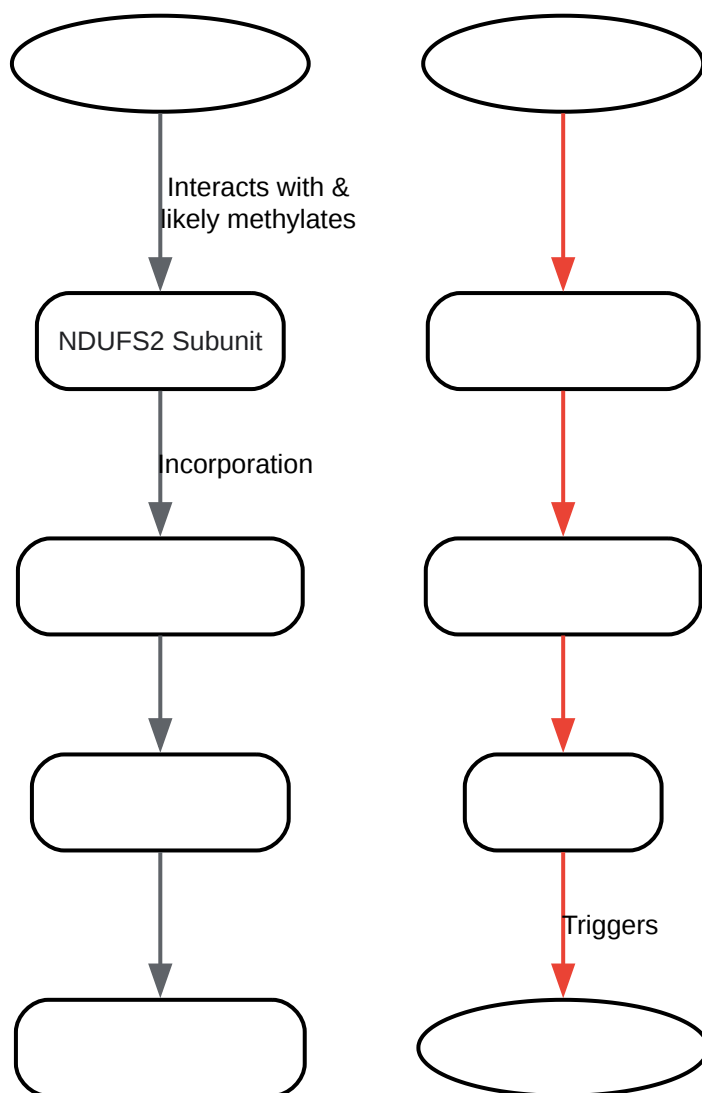 Interacts with &
likely methylates
NDUFS2 Subunit
Incorporation
Triggers